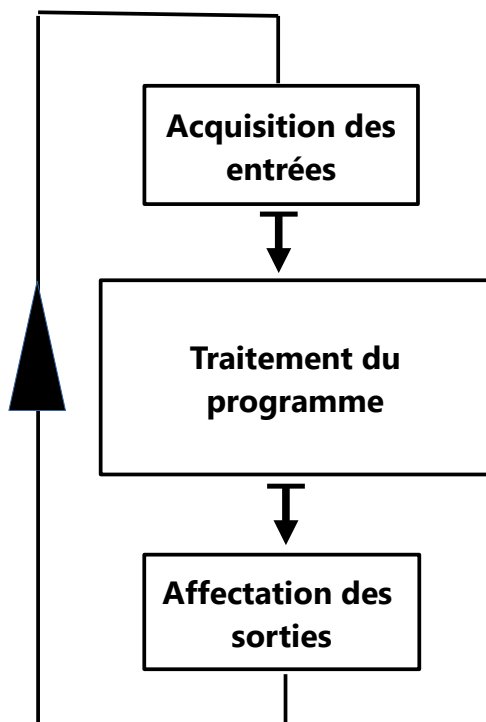 Acquisition des
entrées
Traitement du
programme
Affectation des
sorties